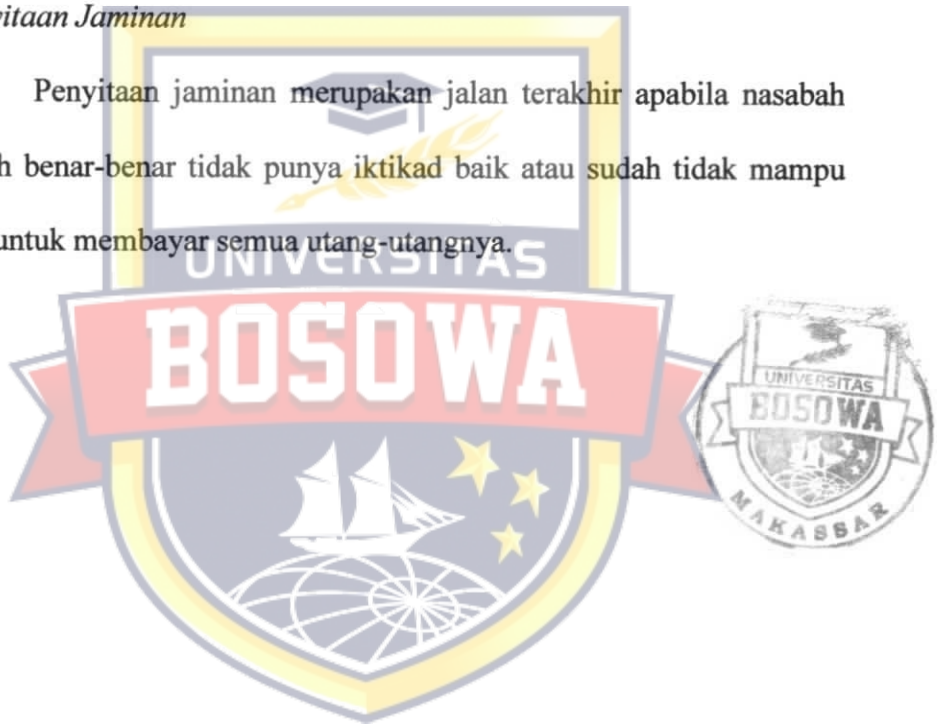 itaan Jaminan
Penyitaan jaminan merupakan jalan terakhir apabila nasabah
h benar-benar tidak punya iktikad baik atau sudah tidak mampu
untuk membayar semua utang-utangnya.
UNIVERSITAS
BOSOWA
UNIVERSITAS
BOSOWA
MAKASSAR